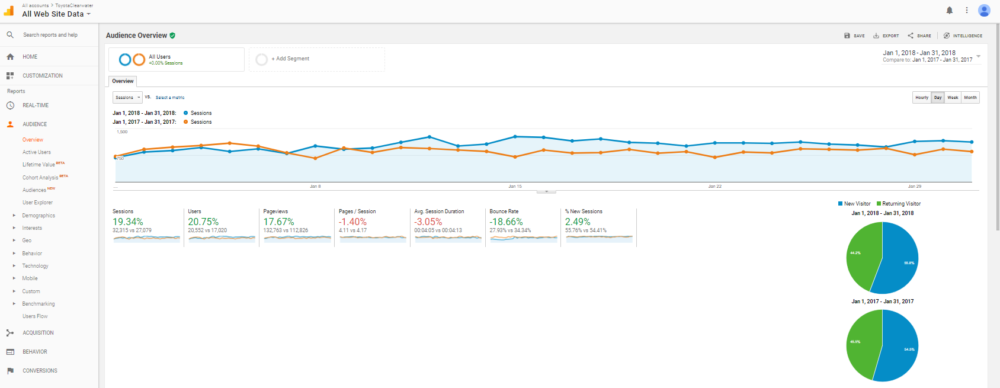 All accounts > ToyotaClearwater
All Web Site Data
Search reports and help
HOME
CUSTOMIZATION
Reports
REAL-TIME
AUDIENCE
Overview
Active Users
Lifetime Value BETA
Cohort Analysis BETA
Audiences NEW
User Explorer
Demographics
Interests
Geo
Behavior
Technology
Mobile
Custom
Benchmarking
Users Flow
ACQUISITION
BEHAVIOR
CONVERSIONS
Audience Overview
SAVE EXPORT SHARE INTELLIGENCE
All Users
+0.00% Sessions
+ Add Segment
Jan 1, 2018 - Jan 31, 2018
Compare to: Jan 1, 2017 - Jan 31, 2017
Overview
Sessions VS. Select a metric
Hourly Day Week Month
Jan 1, 2018 - Jan 31, 2018: Sessions
Jan 1, 2017 - Jan 31, 2017: Sessions
1,500
750
... Jan 8 Jan 15 Jan 22 Jan 29
Sessions
19.34%
32,315 vs 27,079
Users
20.75%
20,552 vs 17,020
Pageviews
17.67%
132,763 vs 112,826
Pages / Session
-1.40%
4.11 vs 4.17
Avg. Session Duration
-3.05%
00:04:05 vs 00:04:13
Bounce Rate
-18.66%
27.93% vs 34.34%
% New Sessions
2.49%
55.76% vs 54.41%
New Visitor Returning Visitor
Jan 1, 2018 - Jan 31, 2018
44.2%
55.8%
Jan 1, 2017 - Jan 31, 2017
45.5%
54.5%